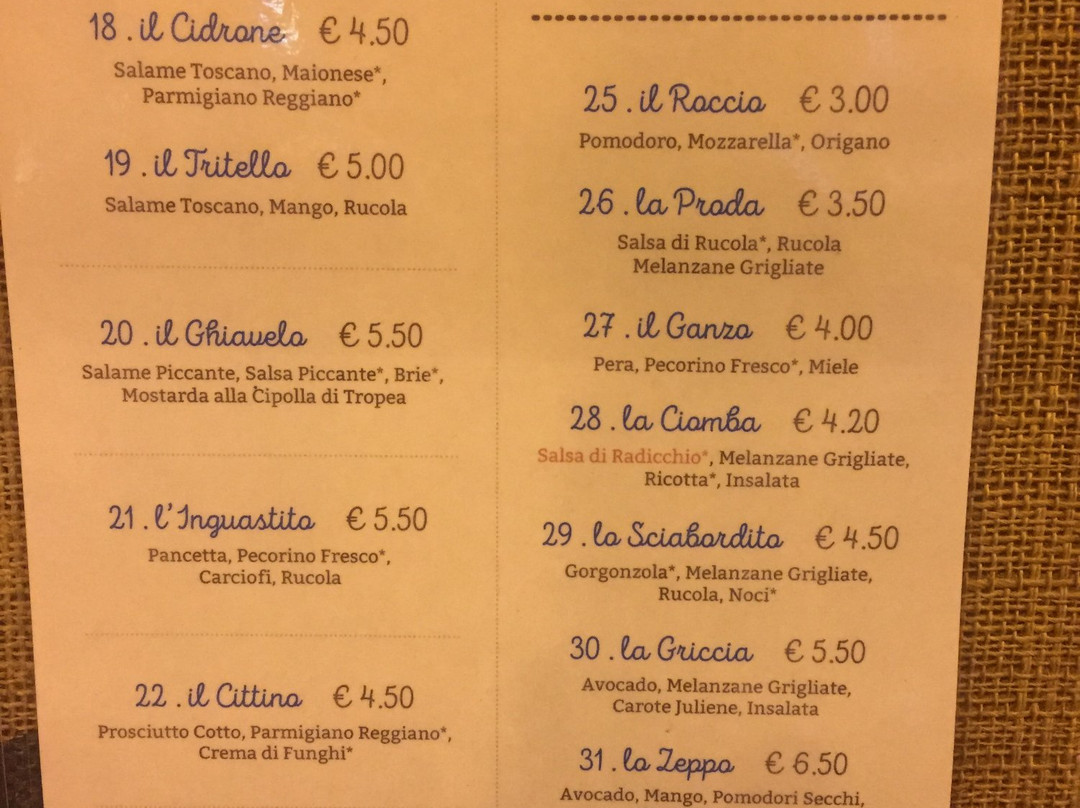 18 . il Cidrone € 4.50
Salame Toscano, Maionese*,
Parmigiano Reggiano*
19 . il Tritello € 5.00
Salame Toscano, Mango, Rucola
20 . il Ghiavelo € 5.50
Salame Piccante, Salsa Piccante*, Brie*,
Mostarda alla Cipolla di Tropea
21 . l'Inguastito € 5.50
Pancetta, Pecorino Fresco*,
Carciofi, Rucola
22 . il Cittino € 4.50
Prosciutto Cotto, Parmigiano Reggiano*,
Crema di Funghi*
25 . il Roccio € 3.00
Pomodoro, Mozzarella*, Origano
26 . la Proda € 3.50
Salsa di Rucola*, Rucola
Melanzane Grigliate
27 . il Ganzo € 4.00
Pera, Pecorino Fresco*, Miele
28 . la Ciomba € 4.20
Salsa di Radicchio*, Melanzane Grigliate,
Ricotta*, Insalata
29 . la Sciabordita € 4.50
Gorgonzola*, Melanzane Grigliate,
Rucola, Noci*
30 . la Griccia € 5.50
Avocado, Melanzane Grigliate,
Carote Juliene, Insalata
31 . la Zeppa € 6.50
Avocado, Mango, Pomodori Secchi,